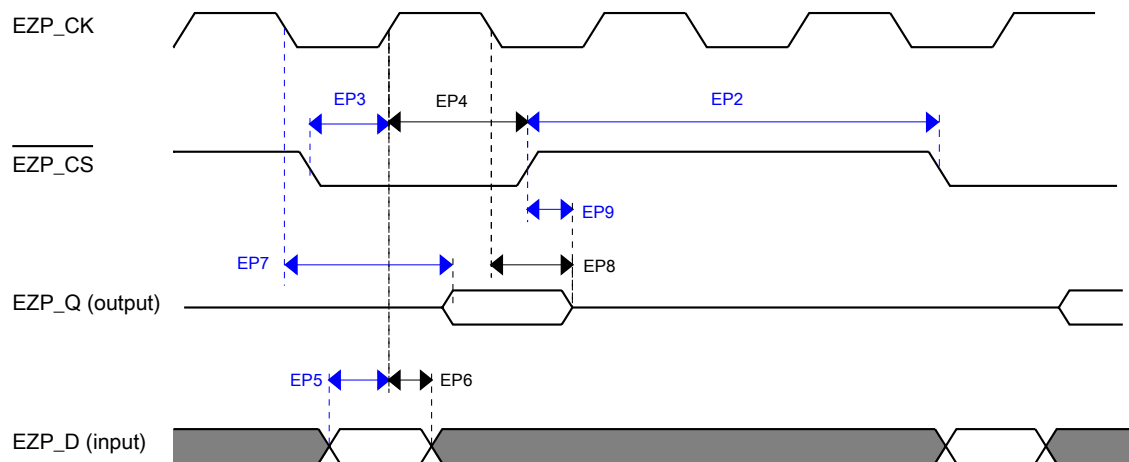 EZP_CK
EP3
EP4
EP2
EZP_CS
EP9
EP7
EP8
EZP_Q (output)
EP5
EP6
EZP_D (input)